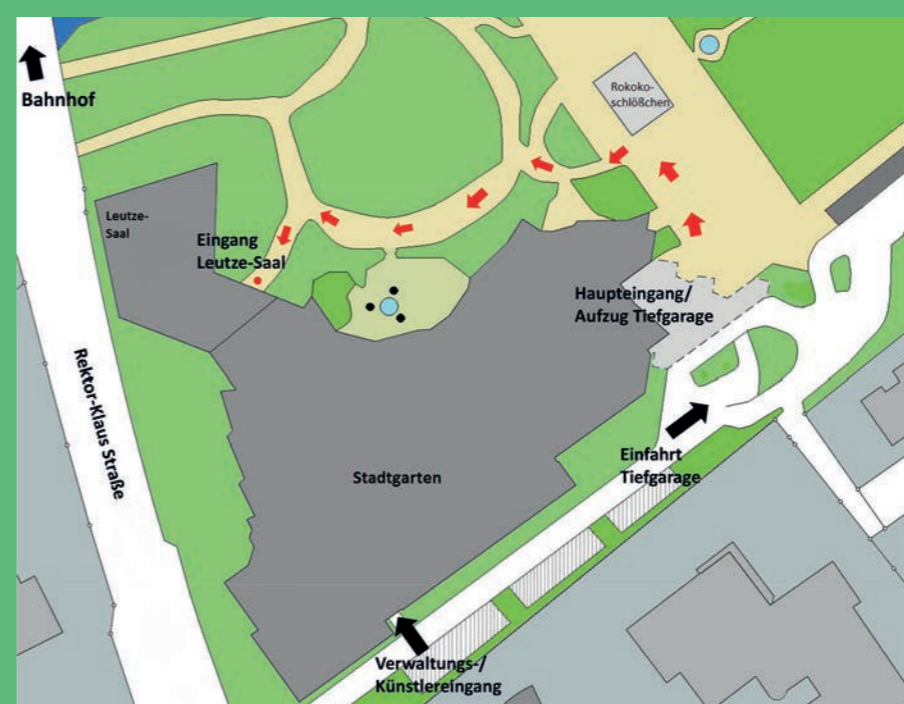 Bahnhof
Rokoko-
schlößchen
Leutze-
Saal
Eingang
Leutze-Saal
Haupteingang/
Aufzug Tiefgarage
Rektor-Klaus Straße
Einfahrt
Tiefgarage
Stadtgarten
Verwaltungs-/
Künstlereingang